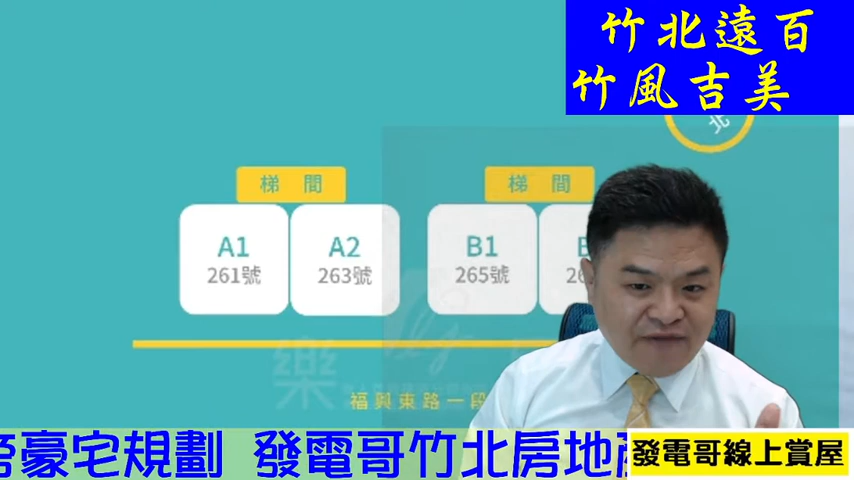 竹北遠百
竹風吉美
北
梯 間
梯 間
A1
A2
B1
261號
263號
265號
樂
福興東路一段
豪宅規劃 發電哥竹北房地
發電哥線上賞屋